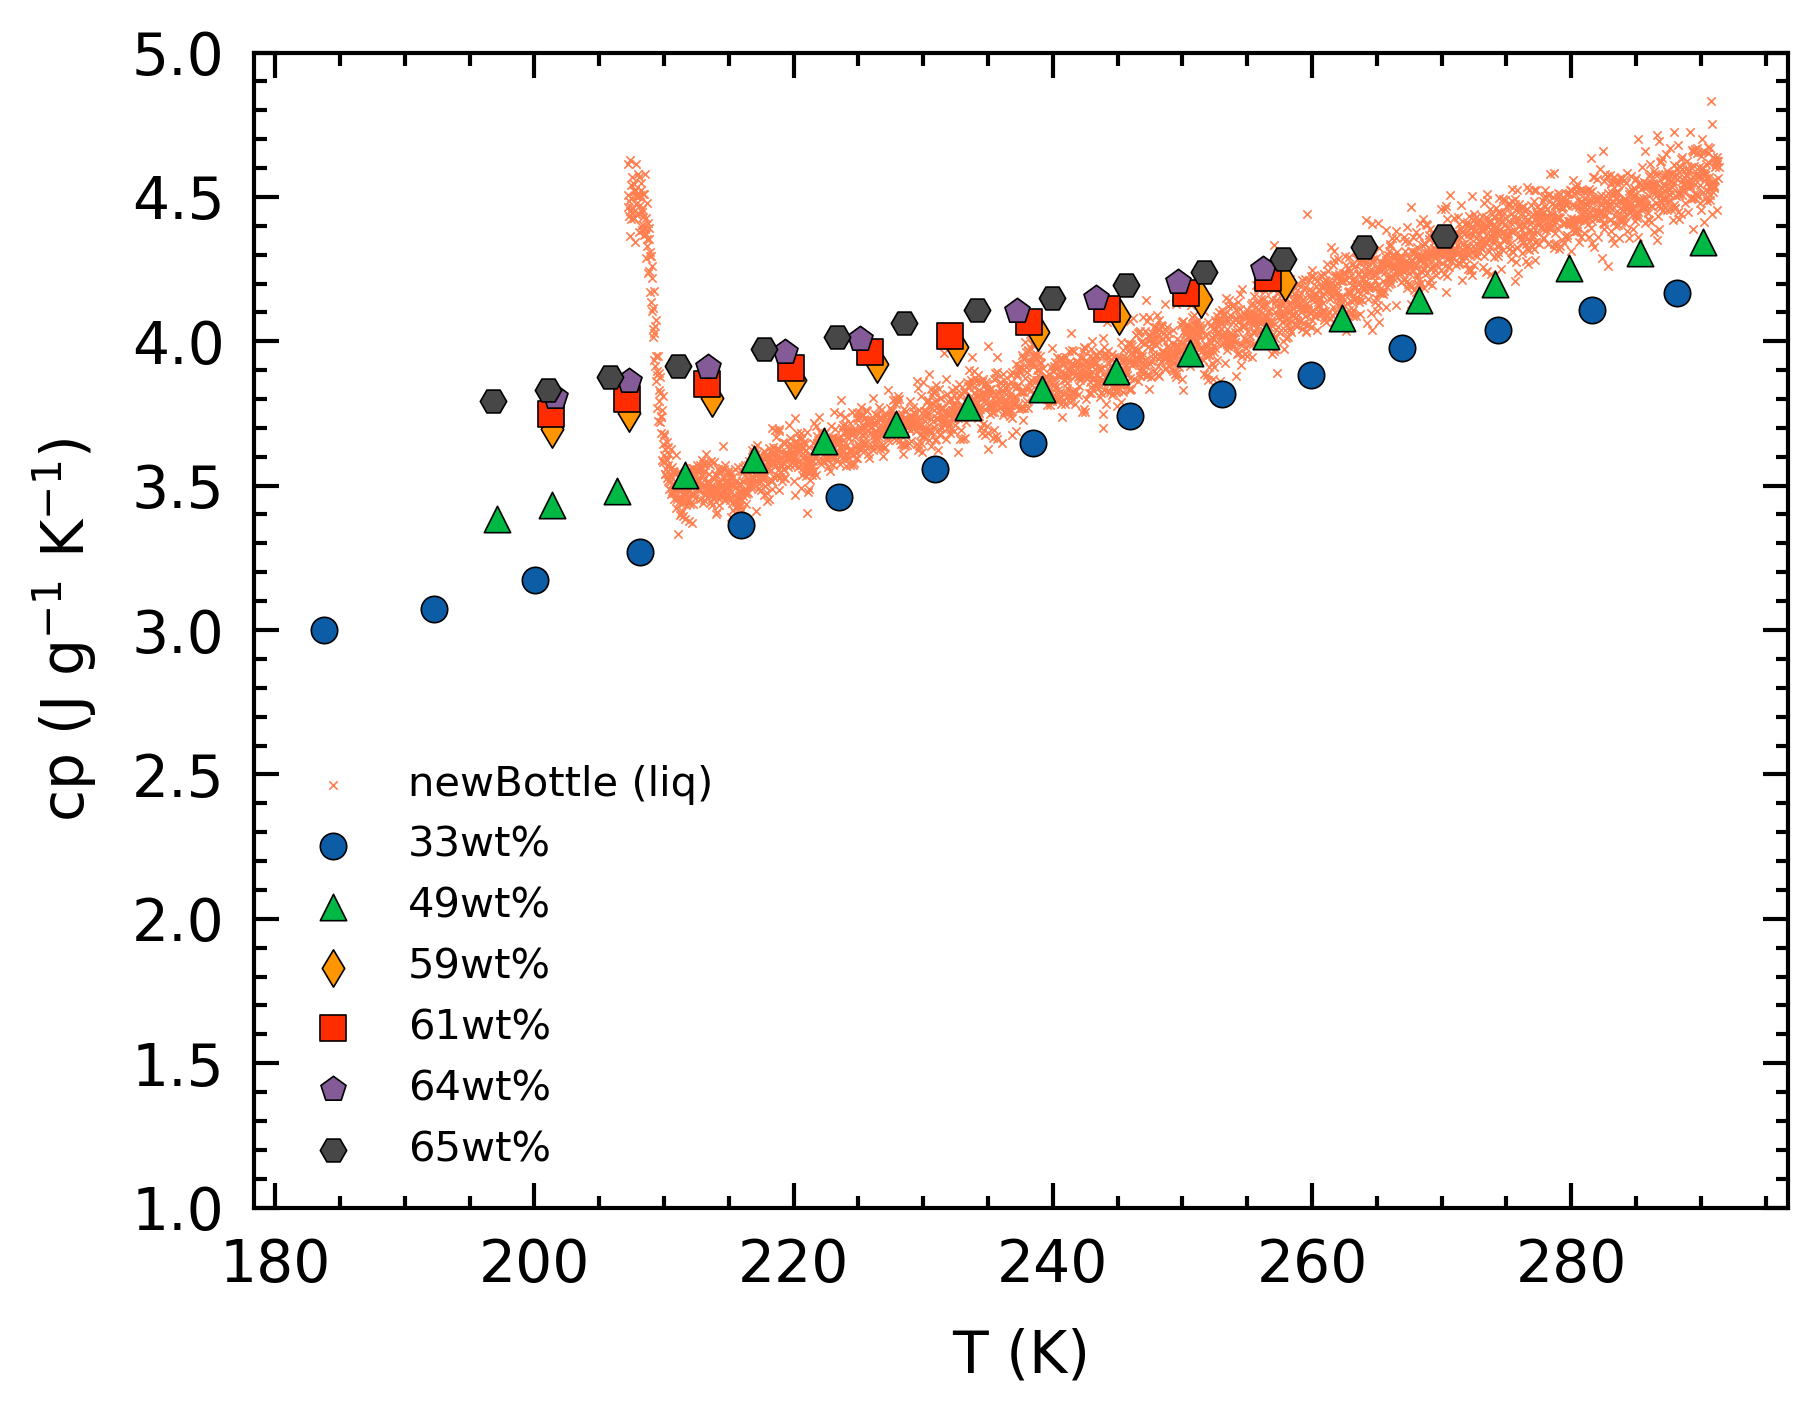 5.0
4.5
4.0
3.5
3.0
2.5
2.0
1.5
1.0
cp (J g⁻¹ K⁻¹)
newBottle (liq)
33wt%
49wt%
59wt%
61wt%
64wt%
65wt%
180 200 220 240 260 280
T (K)